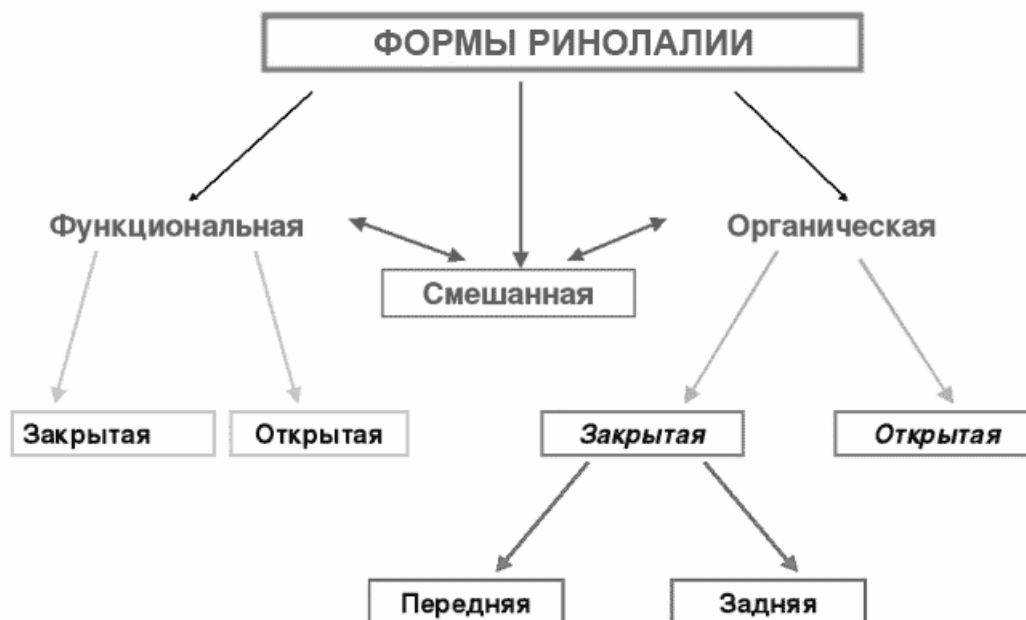 ФОРМЫ РИНОЛАЛИИ
Функциональная
Органическая
Смешанная
Закрытая
Открытая
Закрытая
Открытая
Передняя
Задняя